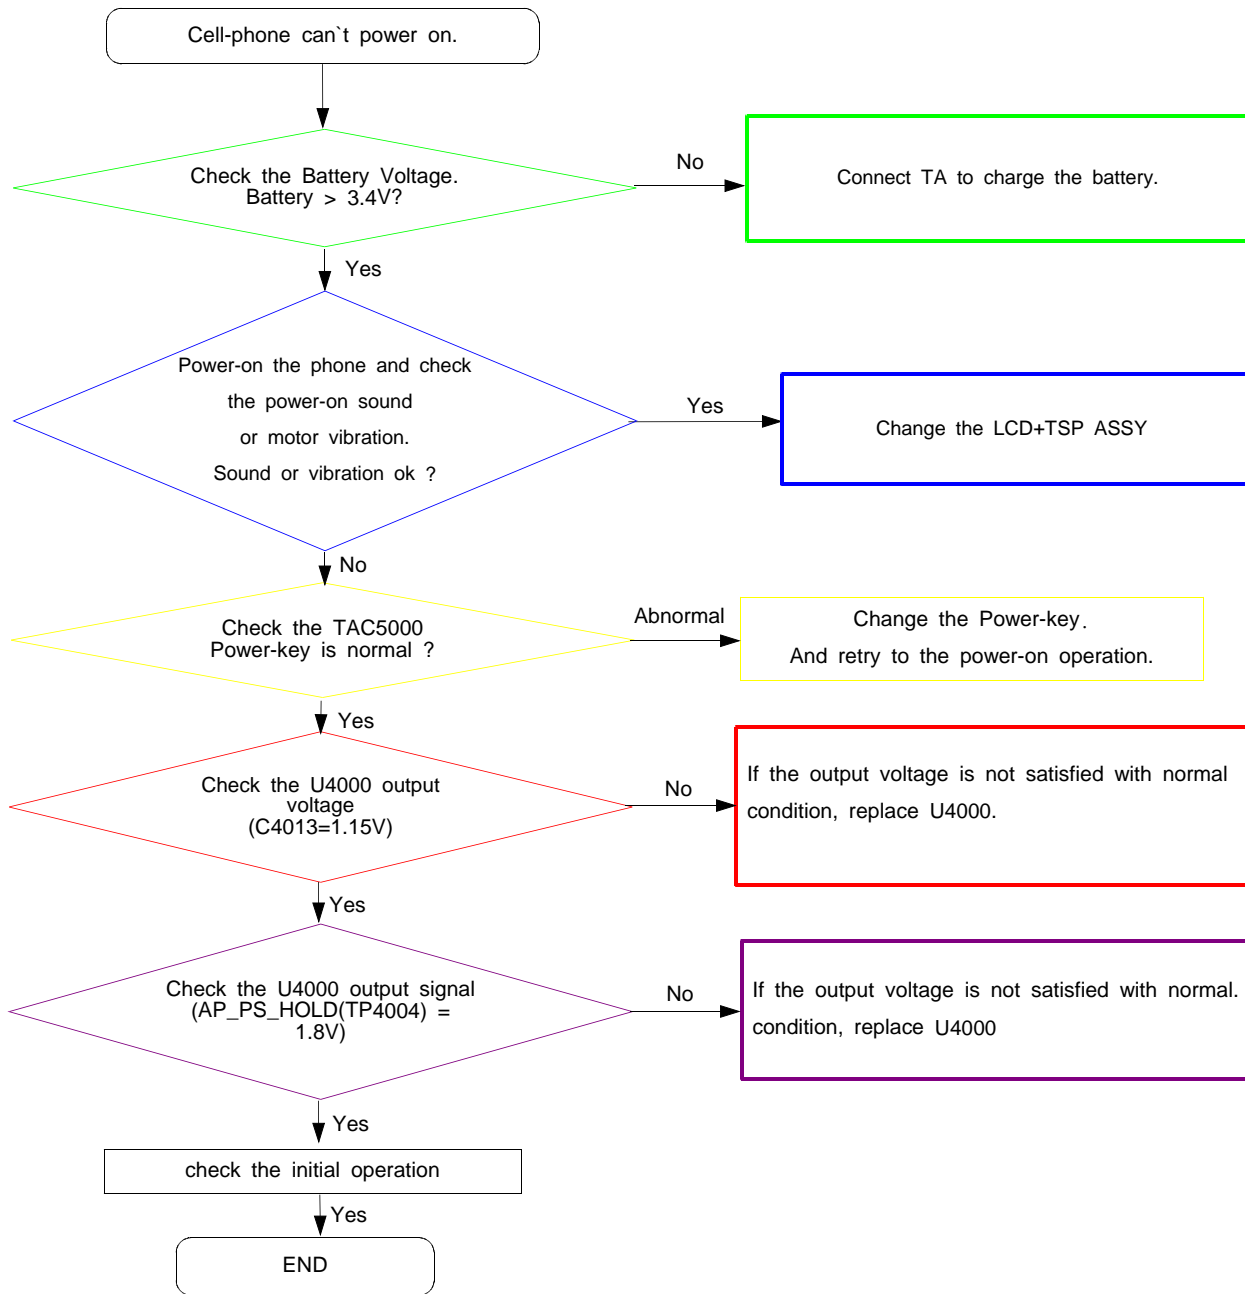 Cell-phone can`t power on.
Check the Battery Voltage.
Battery > 3.4V?
No
Connect TA to charge the battery.
Yes
Power-on the phone and check
the power-on sound
or motor vibration.
Sound or vibration ok ?
Yes
Change the LCD+TSP ASSY
No
Check the TAC5000
Power-key is normal ?
Abnormal
Change the Power-key.
And retry to the power-on operation.
Yes
Check the U4000 output
voltage
(C4013=1.15V)
No
If the output voltage is not satisfied with normal
condition, replace U4000.
Yes
Check the U4000 output signal
(AP_PS_HOLD(TP4004) =
1.8V)
No
If the output voltage is not satisfied with normal.
condition, replace U4000
Yes
check the initial operation
Yes
END